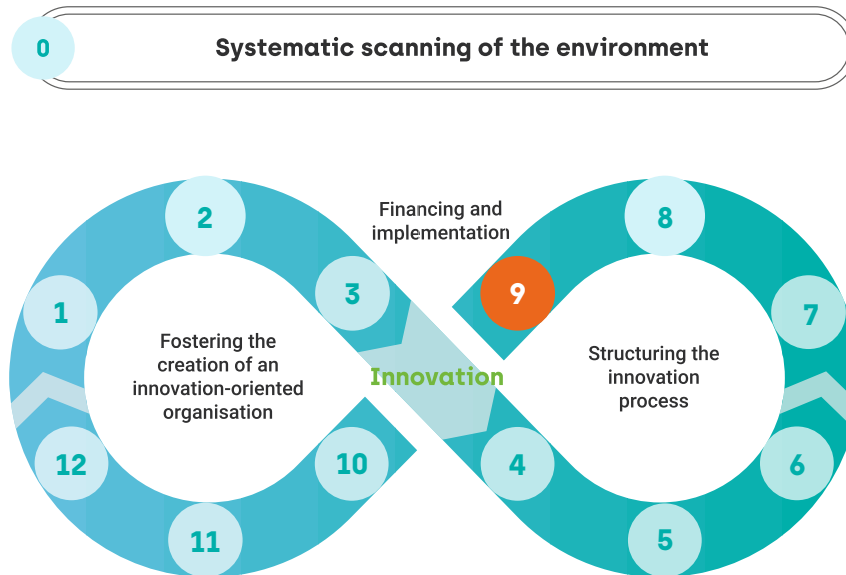 0
Systematic scanning of the environment
2
Financing and
implementation
8
3
9
1
7
Fostering the
creation of an
innovation-oriented
organisation
Innovation
Structuring the
innovation
process
12
10
4
6
11
5